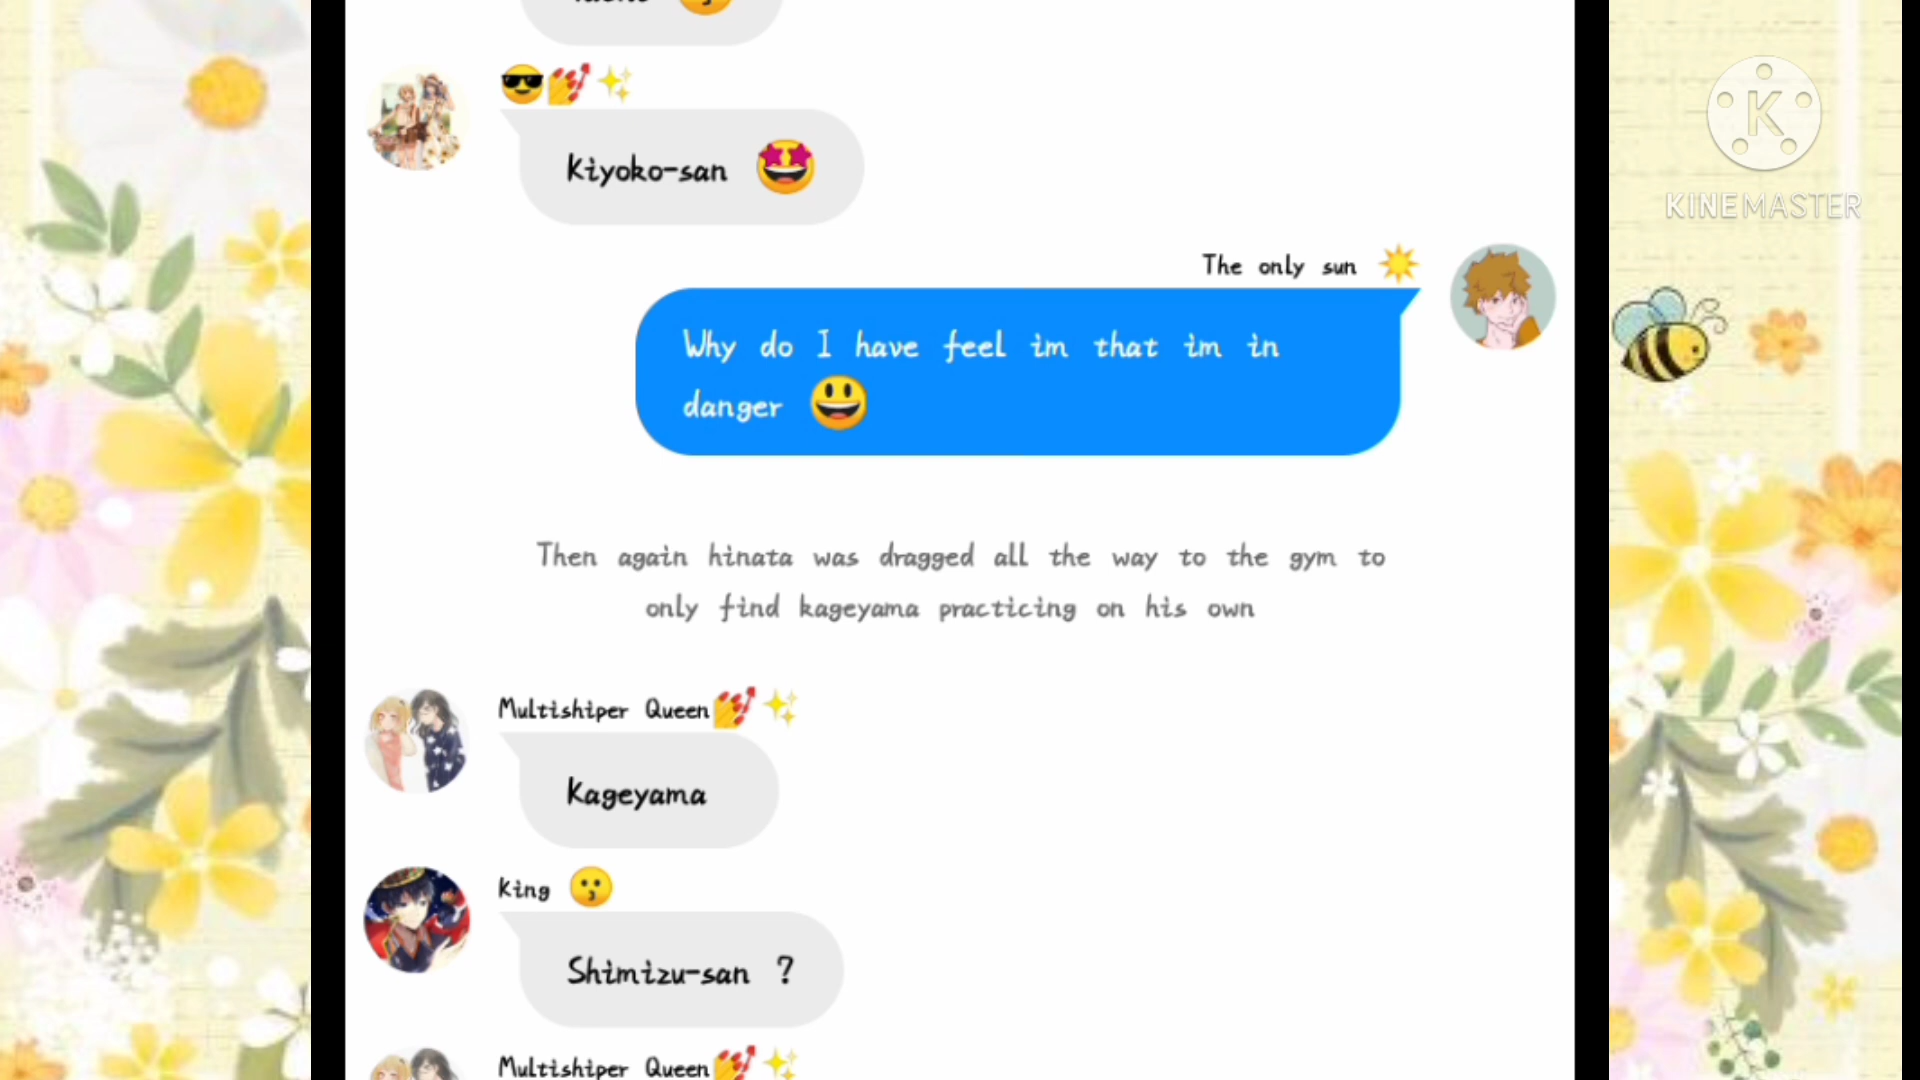 😎💅✨
Kiyoko-san 🤩
The only sun ☀️
Why do I have feel im that im in
danger 😃
Then again hinata was dragged all the way to the gym to
only find kageyama practicing on his own
Multishiper Queen💅✨
Kageyama
King 😗
Shimizu-san ?
Multishiper Queen💅✨
K
KINEMASTER